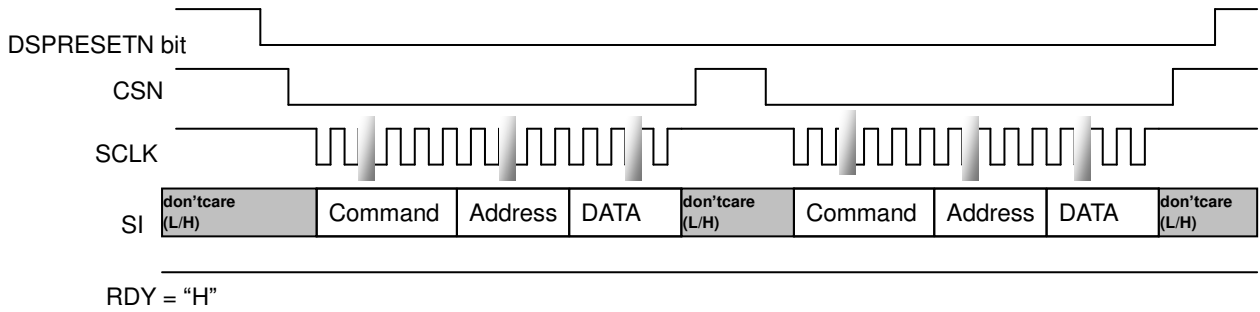 DSPRESETN bit
CSN
SCLK
SI
don'tcare
(L/H)
Command
Address
DATA
don'tcare
(L/H)
Command
Address
DATA
don'tcare
(L/H)
RDY = “H”